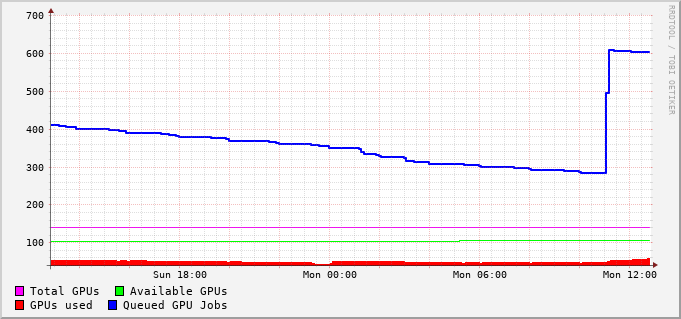 700
600
500
400
300
200
100
Sun 18:00 Mon 00:00 Mon 06:00 Mon 12:00
Total GPUs Available GPUs
GPUs used Queued GPU Jobs
RRDTOOL / TOBI OETIKER